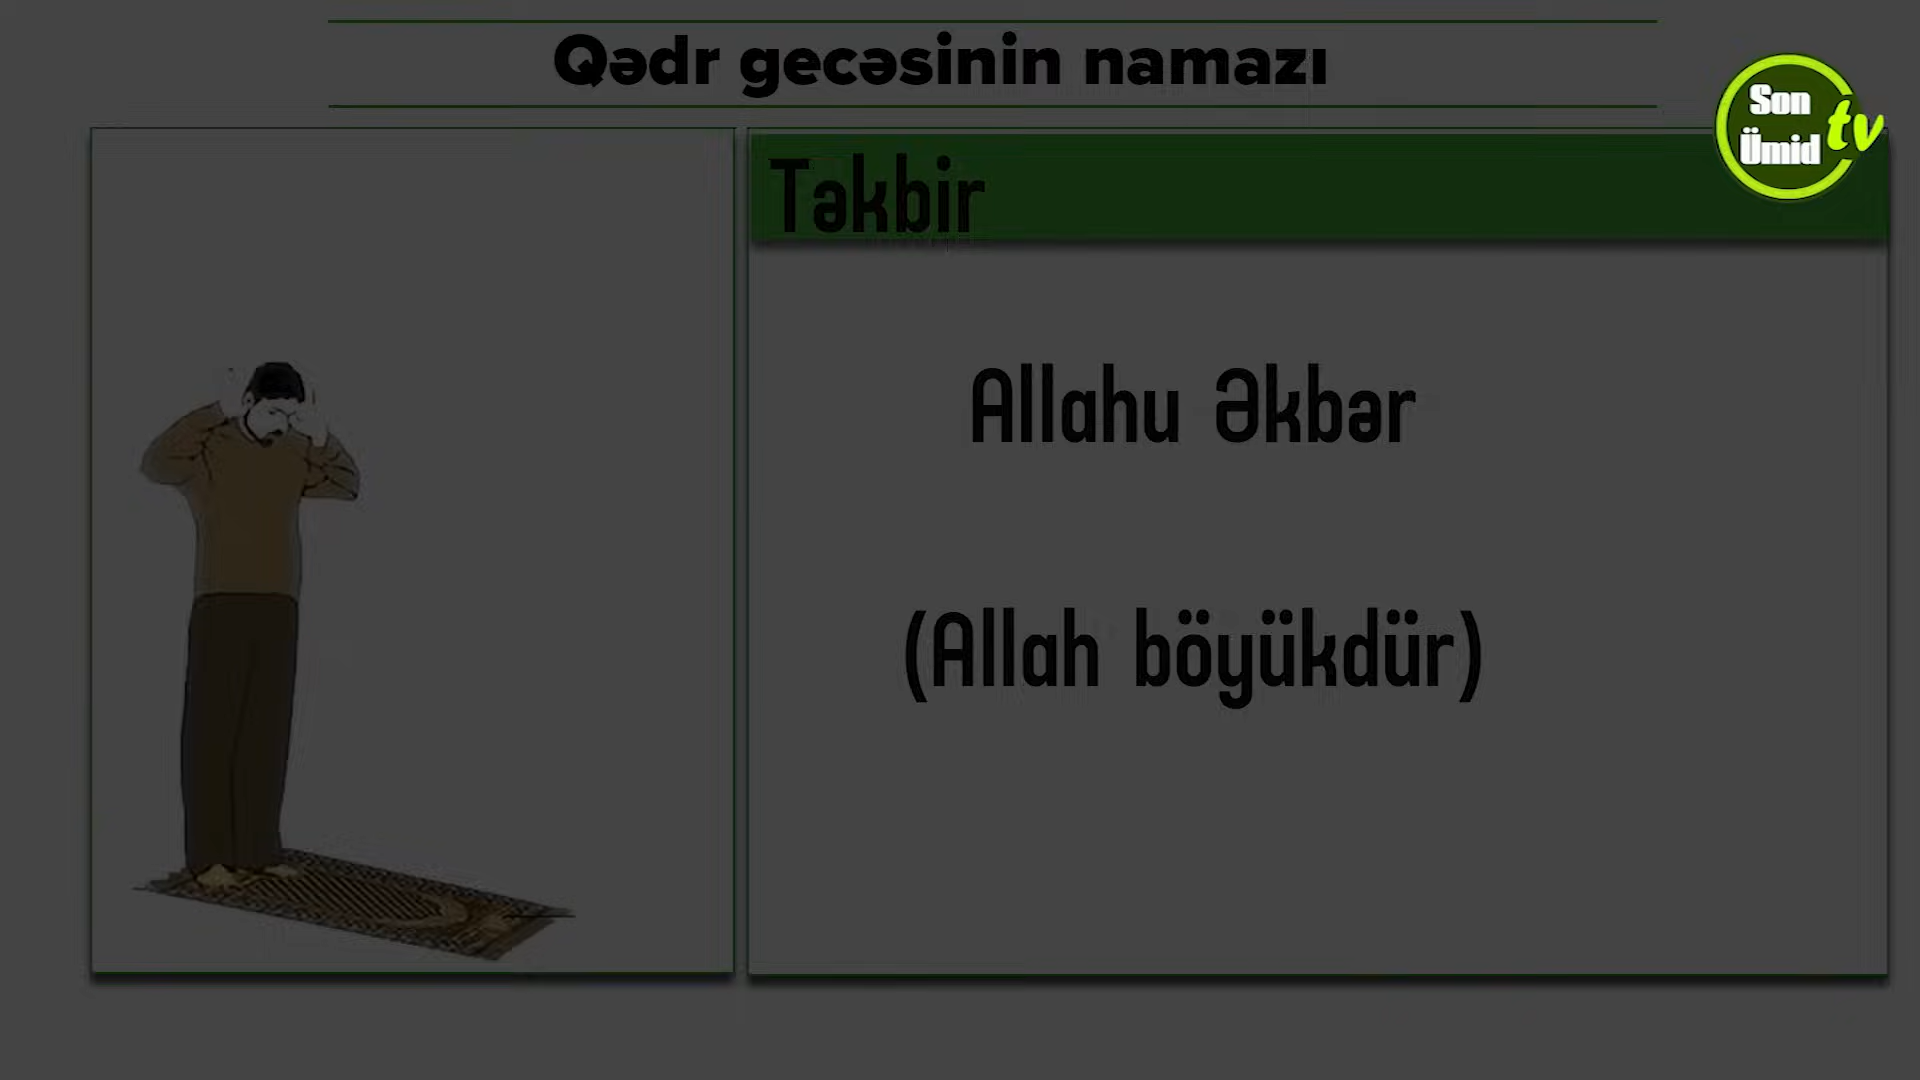 Qədr gecəsinin namazı
Son
Ümid
tv
Təkbir
Allahu Əkbər
(Allah böyükdür)